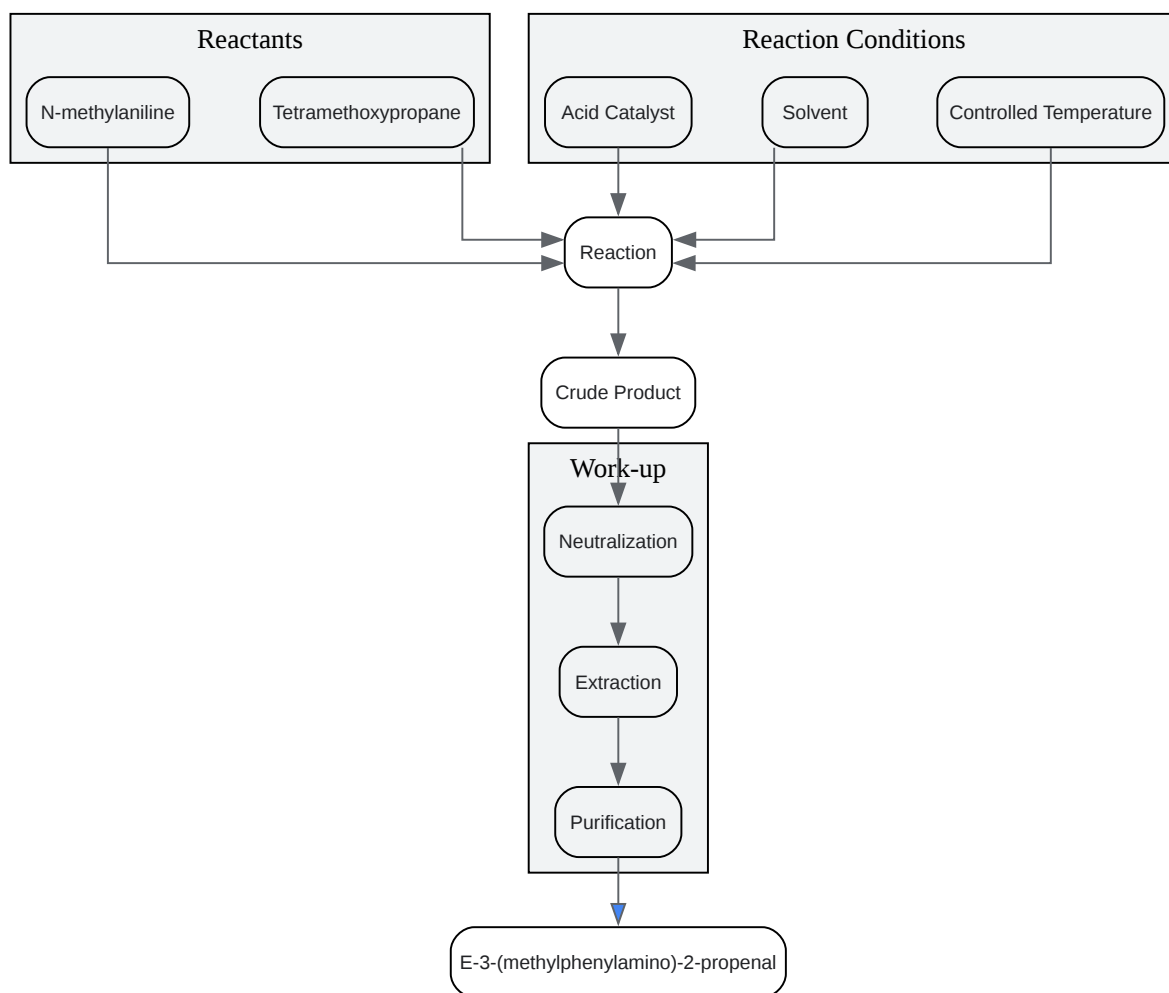 Reactants
Reaction Conditions
N-methylaniline
Tetramethoxypropane
Acid Catalyst
Solvent
Controlled Temperature
Reaction
Crude Product
Work-up
Neutralization
Extraction
Purification
E-3-(methylphenylamino)-2-propenal